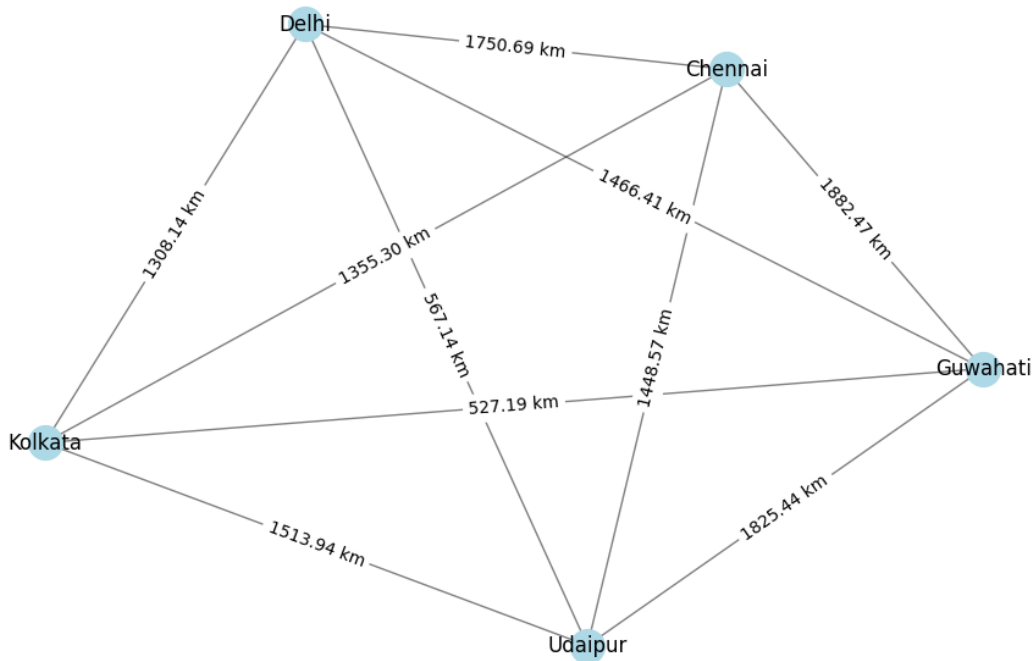 Delhi
1750.69 km
Chennai
1466.41 km
1882.47 km
1308.14 km
1355.30 km
567.14 km
1448.57 km
Guwahati
527.19 km
Kolkata
1825.44 km
1513.94 km
Udaipur